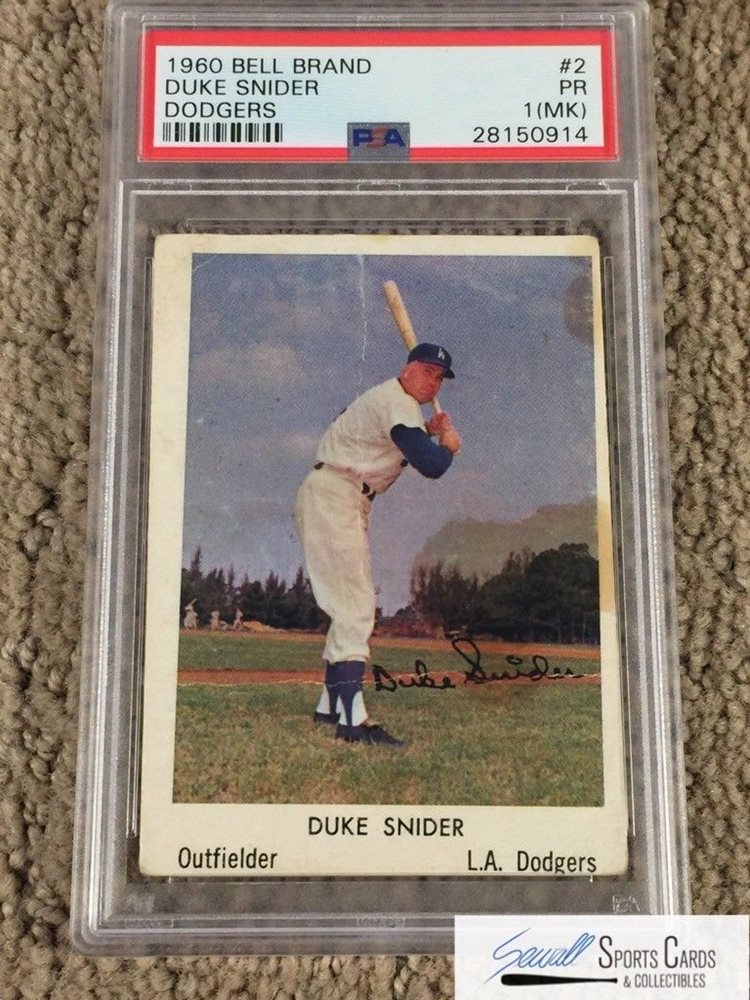 1960 BELL BRAND #2
DUKE SNIDER PR
DODGERS 1(MK)
PSA 28150914
Duke Snider
DUKE SNIDER
Outfielder L.A. Dodgers
PSA
Sewall SPORTS CARDS
& COLLECTIBLES